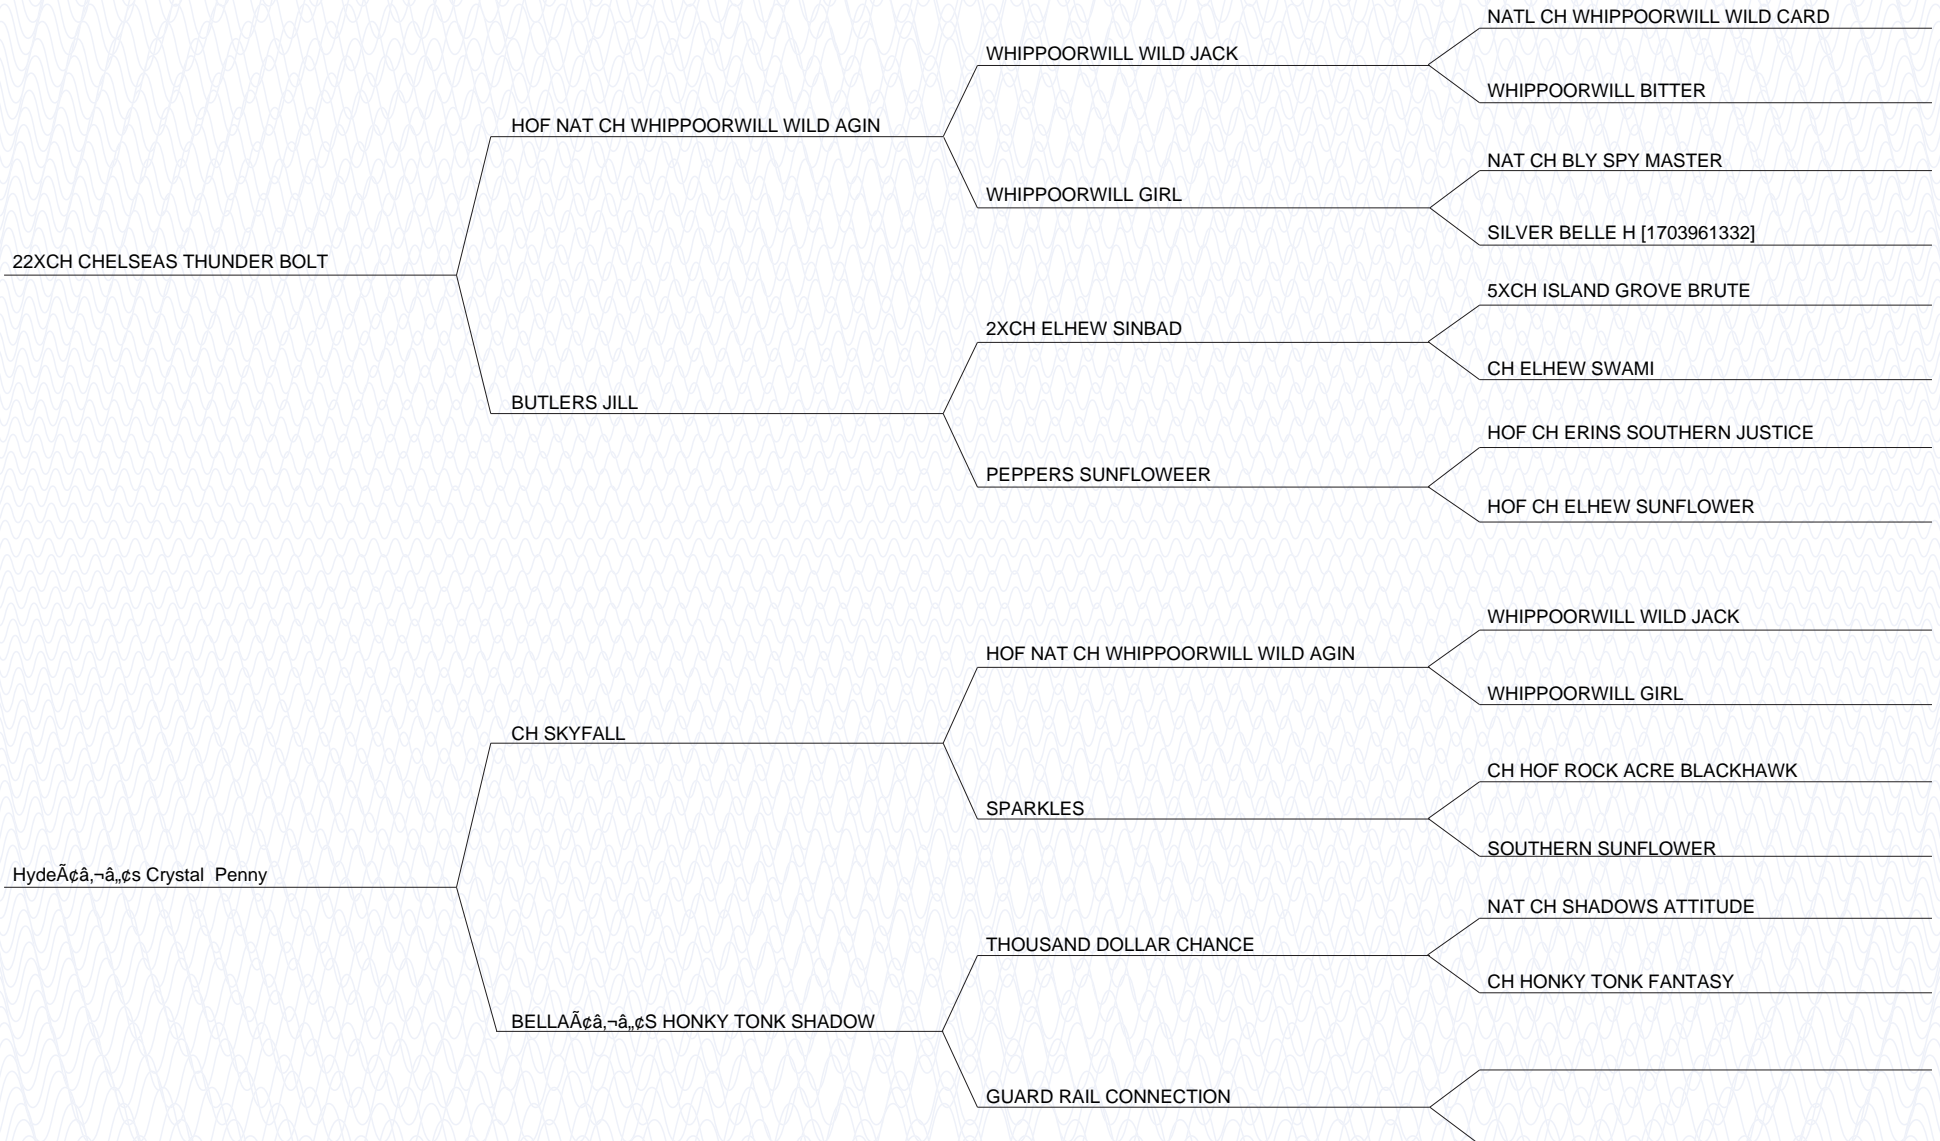 NATL CH WHIPPOORWILL WILD CARD
WHIPPOORWILL WILD JACK
WHIPPOORWILL BITTER
HOF NAT CH WHIPPOORWILL WILD AGIN
NAT CH BLY SPY MASTER
WHIPPOORWILL GIRL
SILVER BELLE H [1703961332]
22XCH CHELSEAS THUNDER BOLT
5XCH ISLAND GROVE BRUTE
2XCH ELHEW SINBAD
CH ELHEW SWAMI
BUTLERS JILL
HOF CH ERINS SOUTHERN JUSTICE
PEPPERS SUNFLOWEER
HOF CH ELHEW SUNFLOWER
WHIPPOORWILL WILD JACK
HOF NAT CH WHIPPOORWILL WILD AGIN
WHIPPOORWILL GIRL
CH SKYFALL
CH HOF ROCK ACRE BLACKHAWK
SPARKLES
SOUTHERN SUNFLOWER
HydeÃ¢â‚¬â„¢s Crystal  Penny
NAT CH SHADOWS ATTITUDE
THOUSAND DOLLAR CHANCE
CH HONKY TONK FANTASY
BELLAÃ¢â‚¬â„¢S HONKY TONK SHADOW
GUARD RAIL CONNECTION